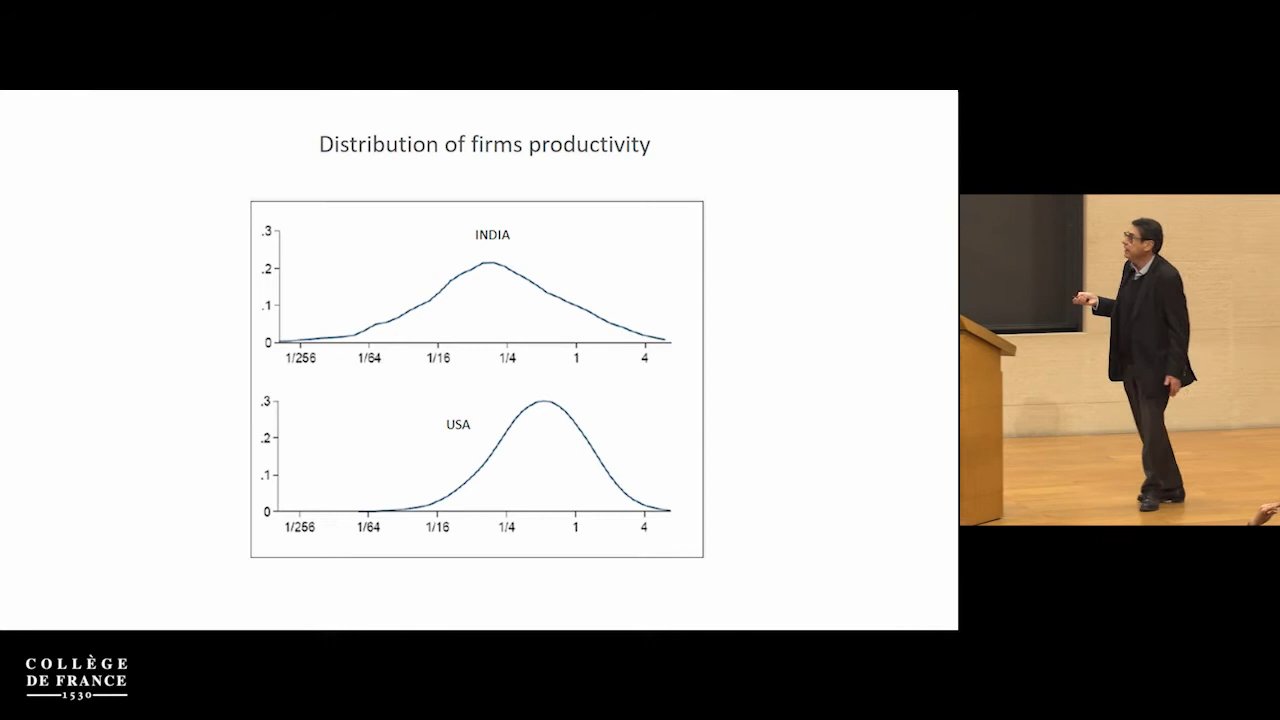 Distribution of firms productivity
INDIA
.3
.2
.1
0
1/256 1/64 1/16 1/4 1 4
USA
.3
.2
.1
0
1/256 1/64 1/16 1/4 1 4
COLLÈGE
DE FRANCE
1530